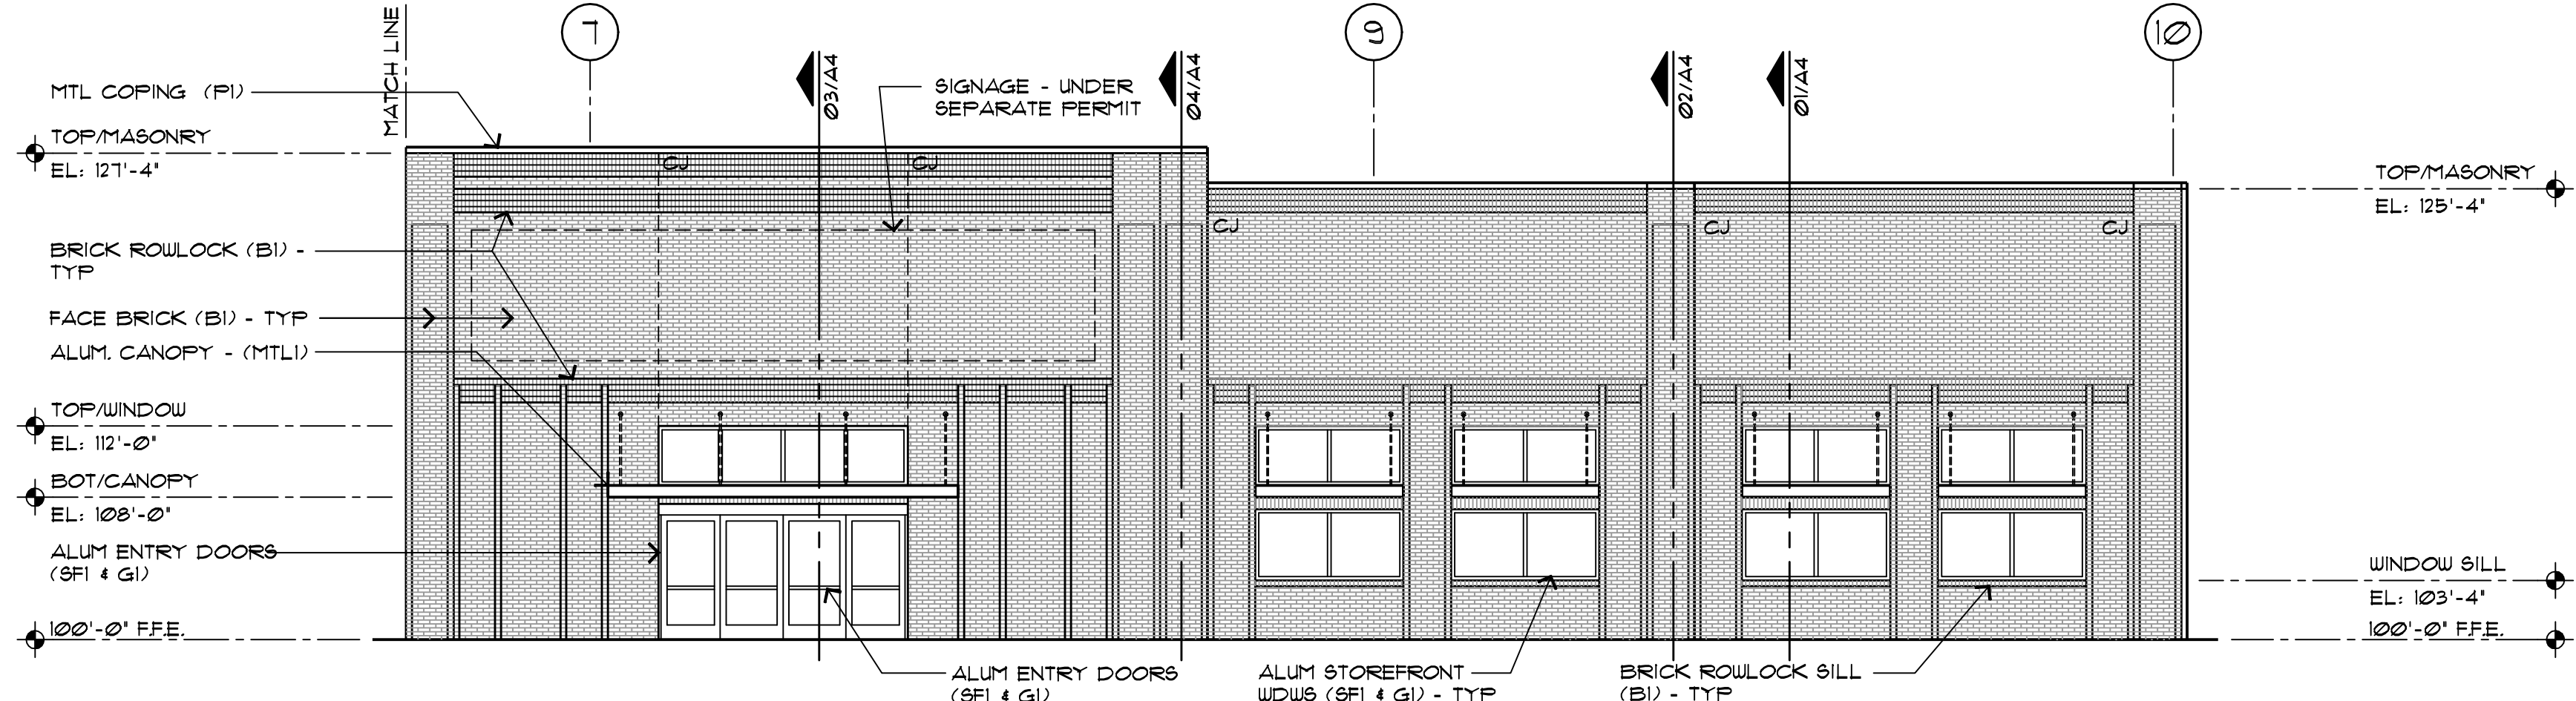 MATCH LINE
7
9
10
03/A4
04/A4
02/A4
01/A4
MTL COPING (P1)
SIGNAGE - UNDER
SEPARATE PERMIT
TOP/MASONRY
EL: 127'-4"
CJ
CJ
TOP/MASONRY
EL: 125'-4"
CJ
CJ
CJ
BRICK ROWLOCK (B1) -
TYP
FACE BRICK (B1) - TYP
ALUM. CANOPY - (MTL1)
TOP/WINDOW
EL: 112'-0"
BOT/CANOPY
EL: 108'-0"
ALUM ENTRY DOORS
(SF1 & G1)
WINDOW SILL
EL: 103'-4"
100'-0" F.F.E.
100'-0" F.F.E.
ALUM ENTRY DOORS
(SF1 & G1)
ALUM STOREFRONT
WDWS (SF1 & G1) - TYP
BRICK ROWLOCK SILL
(B1) - TYP